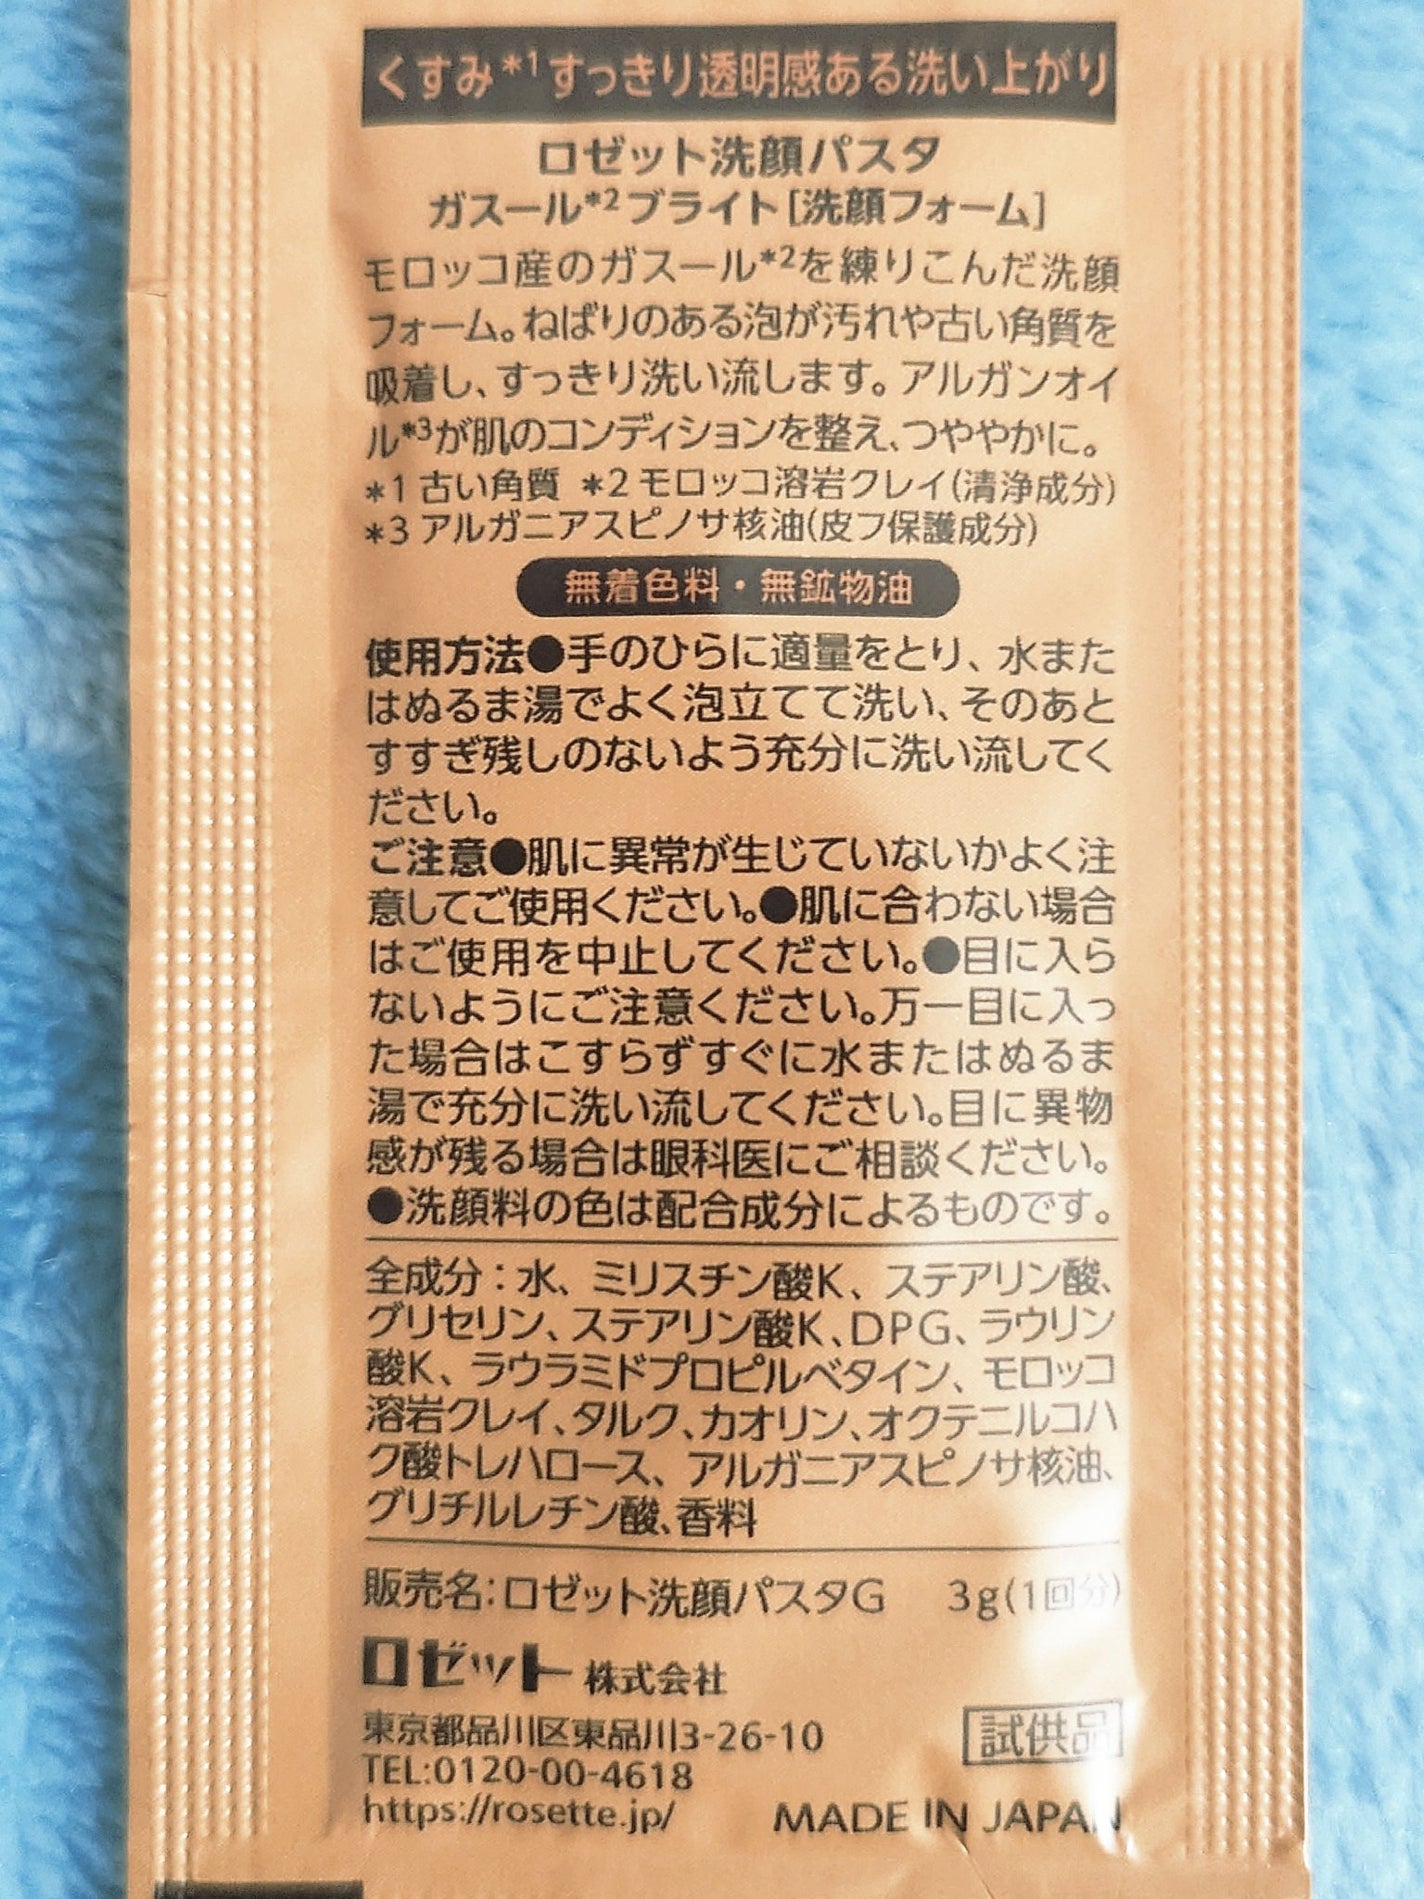 くすみ*1すっきり透明感ある洗い上がり
ロゼット洗顔パスタ
ガスール*2ブライト[洗顔フォーム]
モロッコ産のガスール*2を練りこんだ洗顔
フォーム。ねばりのある泡が汚れや古い角質を
吸着し、すっきり洗い流します。アルガンオイ
ル*3が肌のコンディションを整え、つややかに。
*1 古い角質 *2 モロッコ溶岩クレイ(清浄成分)
*3 アルガニアスピノサ核油(皮フ保護成分)
無着色料・無鉱物油
使用方法●手のひらに適量をとり、水また
はぬるま湯でよく泡立てて洗い、そのあと
すすぎ残しのないよう充分に洗い流してく
ださい。
ご注意●肌に異常が生じていないかよく注
意してご使用ください。●肌に合わない場合
はご使用を中止してください。●目に入ら
ないようにご注意ください。万一目に入っ
た場合はこすらずすぐに水またはぬるま
湯で充分に洗い流してください。目に異物
感が残る場合は眼科医にご相談ください。
●洗顔料の色は配合成分によるものです。
全成分：水、ミリスチン酸K、ステアリン酸、
グリセリン、ステアリン酸K、DPG、ラウリン
酸K、ラウラミドプロピルベタイン、モロッコ
溶岩クレイ、タルク、カオリン、オクテニルコハ
ク酸トレハロース、アルガニアスピノサ核油、
グリチルレチン酸、香料
販売名：ロゼット洗顔パスタG 3g(1回分)
ロゼット 株式会社
東京都品川区東品川3-26-10
試供品
TEL:0120-00-4618
https://rosette.jp/ MADE IN JAPAN